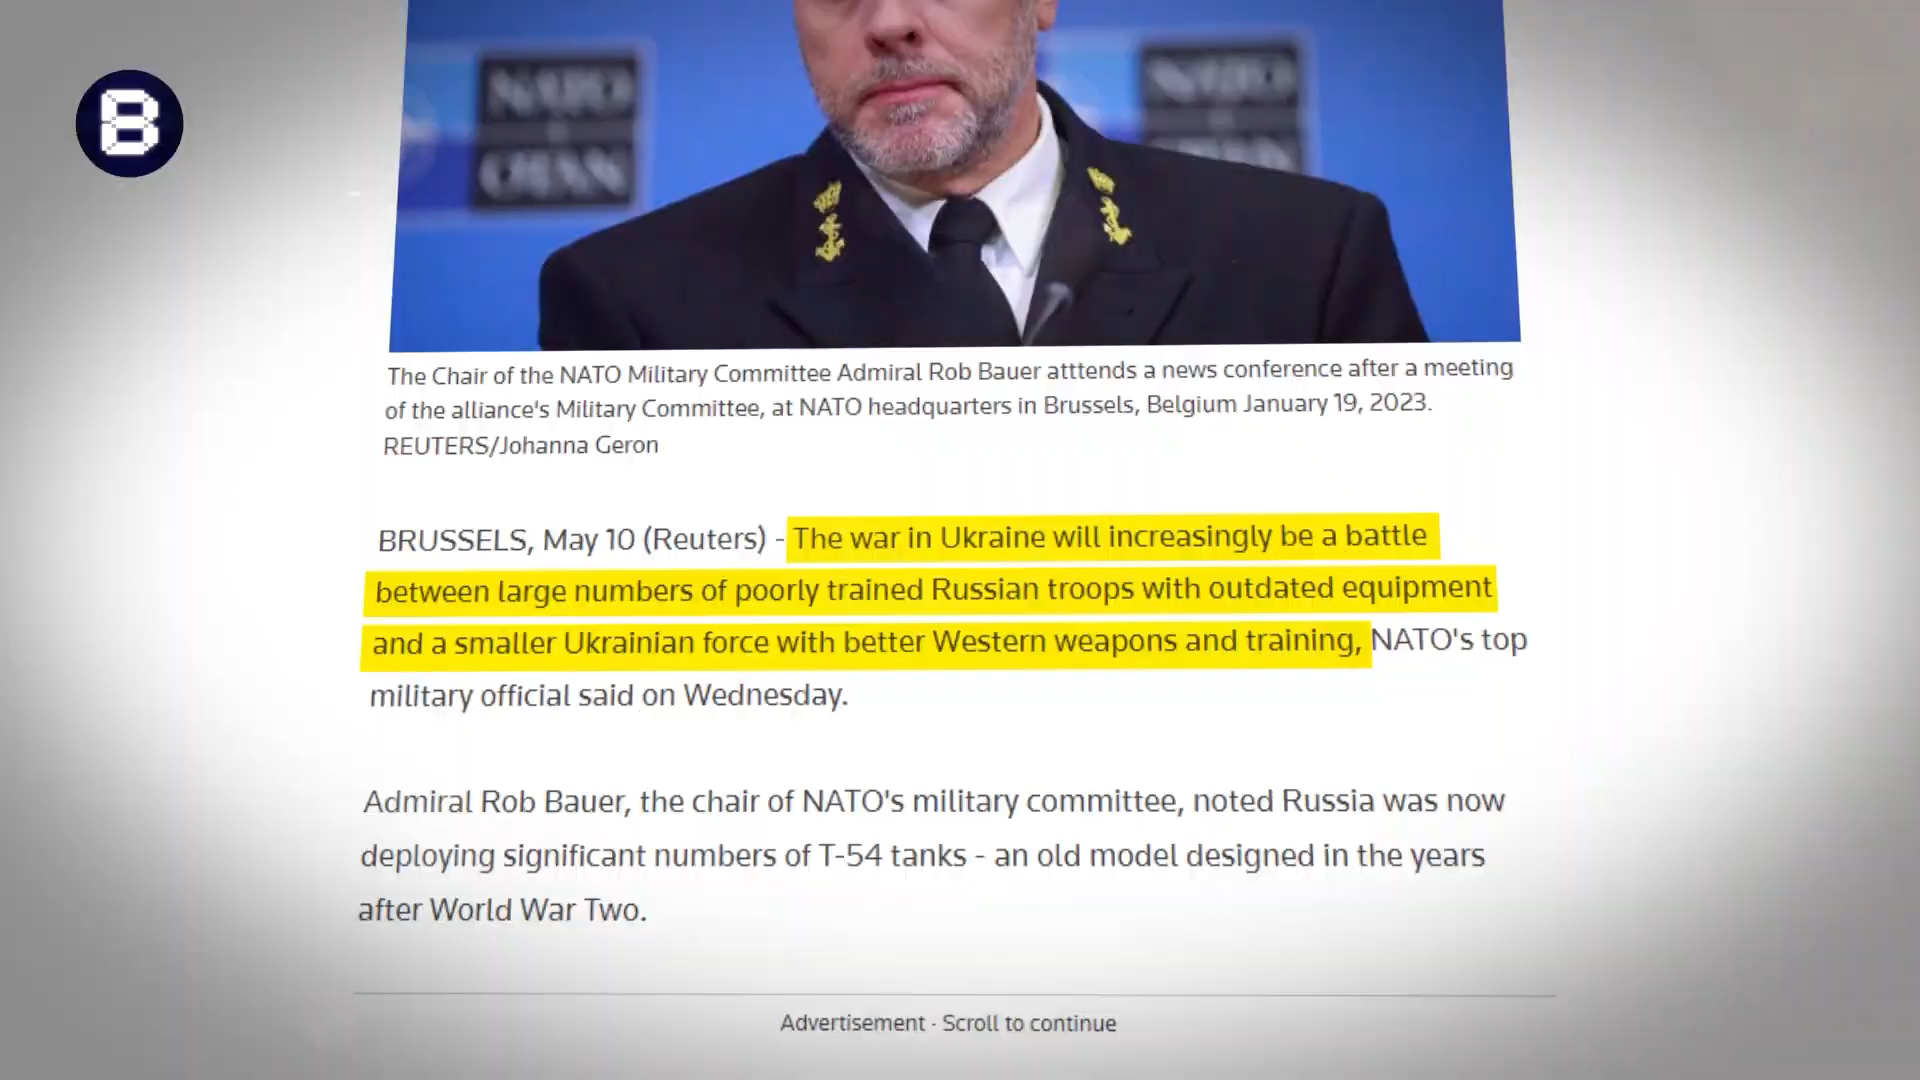 B
NATO
OTAN
NATO
OTAN
The Chair of the NATO Military Committee Admiral Rob Bauer atttends a news conference after a meeting
of the alliance's Military Committee, at NATO headquarters in Brussels, Belgium January 19, 2023.
REUTERS/Johanna Geron
BRUSSELS, May 10 (Reuters) - The war in Ukraine will increasingly be a battle
between large numbers of poorly trained Russian troops with outdated equipment
and a smaller Ukrainian force with better Western weapons and training, NATO's top
military official said on Wednesday.
Admiral Rob Bauer, the chair of NATO's military committee, noted Russia was now
deploying significant numbers of T-54 tanks - an old model designed in the years
after World War Two.
Advertisement · Scroll to continue